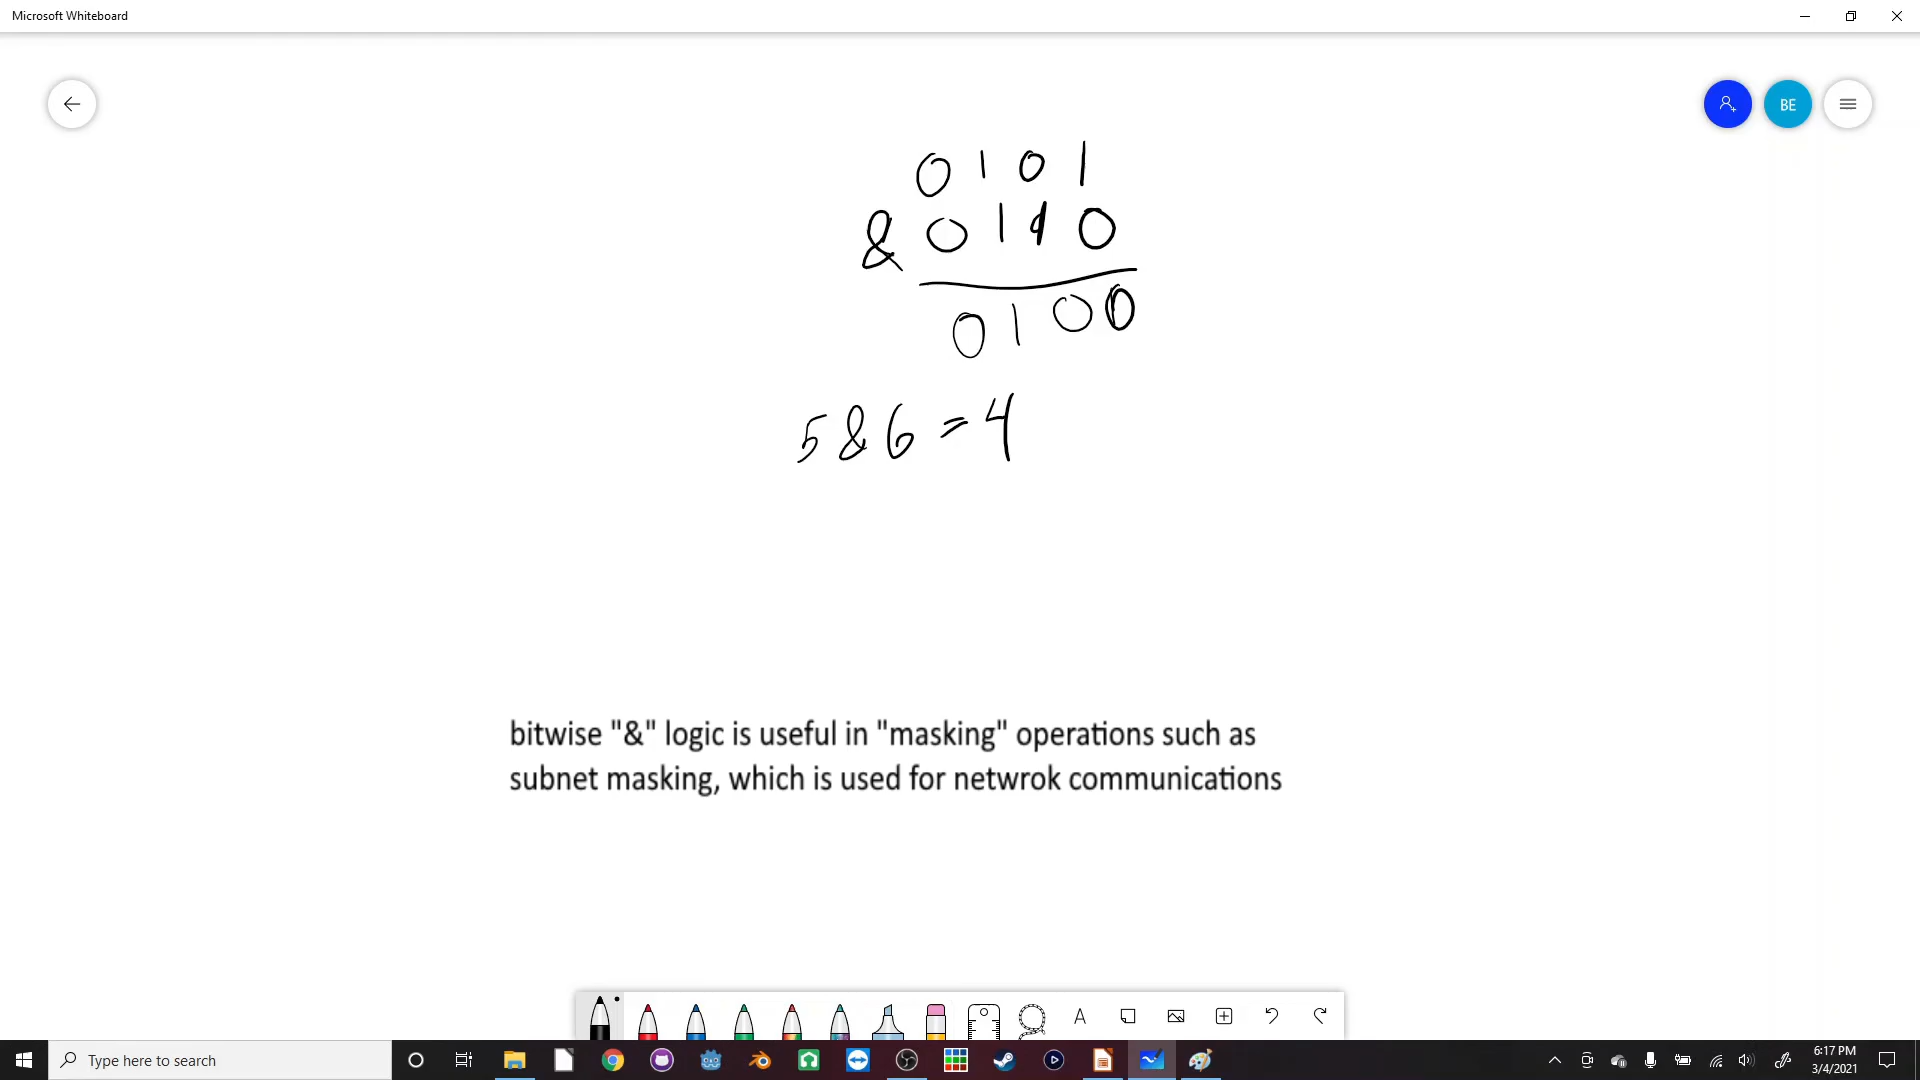 Microsoft Whiteboard
BE
0101
& 0110
0100
5 & 6 = 4
bitwise "&" logic is useful in "masking" operations such as
subnet masking, which is used for netwrok communications
A
Type here to search
6:17 PM
3/4/2021